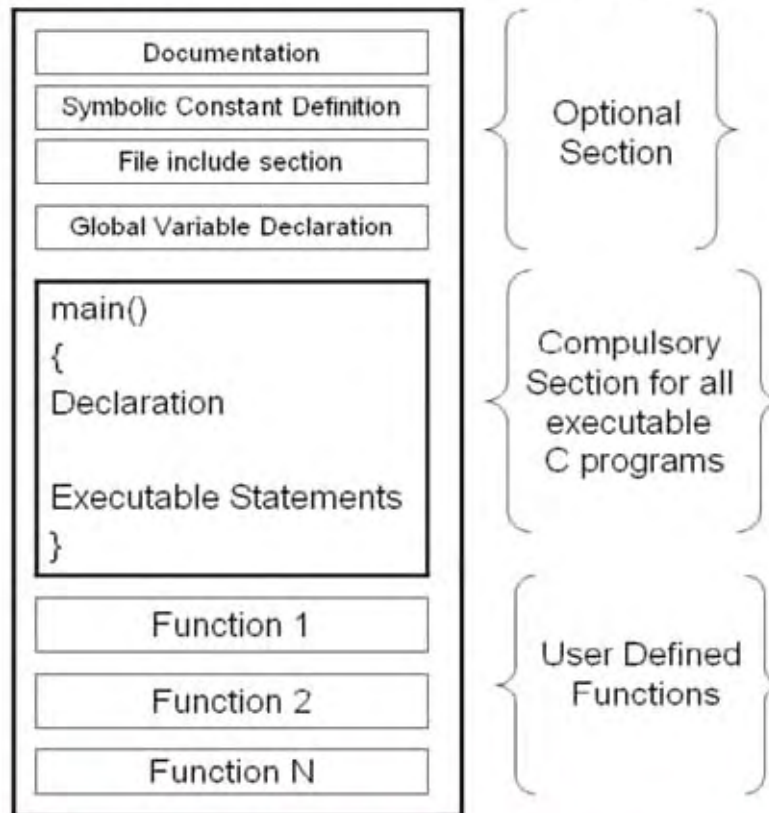 Documentation
Symbolic Constant Definition
File include section
Global Variable Declaration
Optional
Section
main()
{
Declaration
Executable Statements
}
Compulsory
Section for all
executable
C programs
Function 1
Function 2
Function N
User Defined
Functions